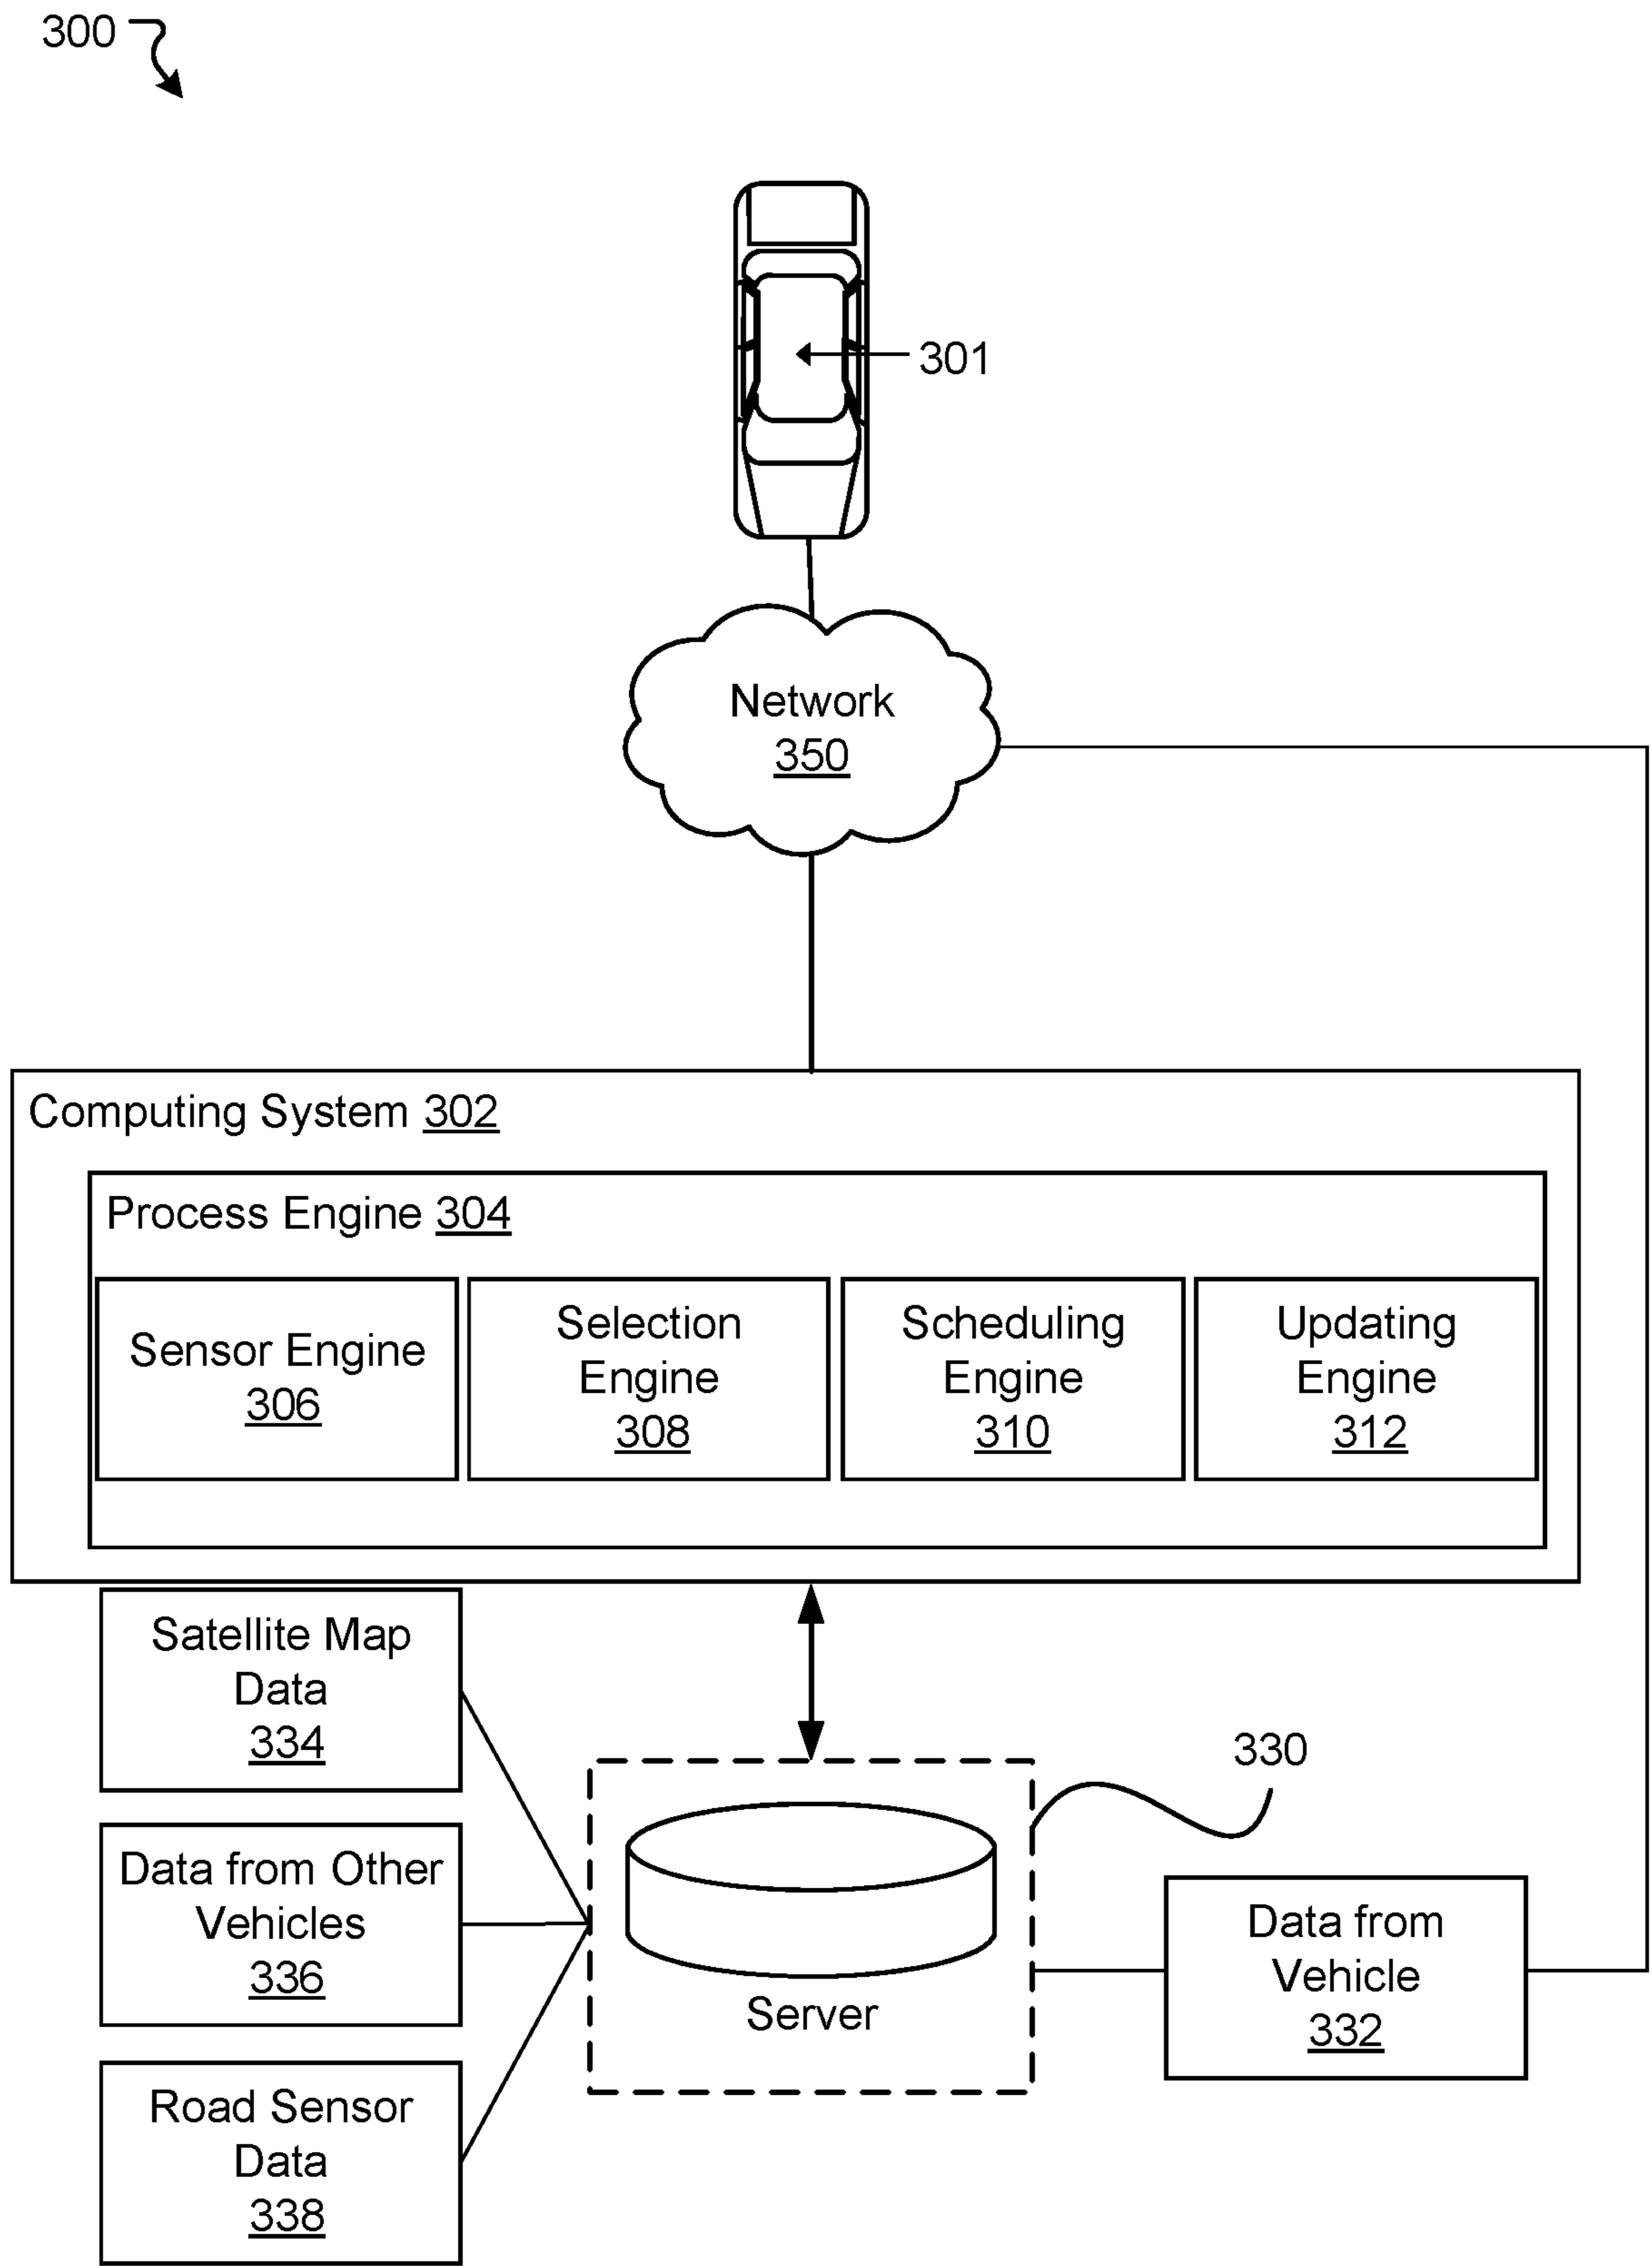 300
301
Network
350
Computing System 302
Process Engine 304
Sensor Engine
306
Selection
Engine
308
Scheduling
Engine
310
Updating
Engine
312
Satellite Map
Data
334
Data from Other
Vehicles
336
Road Sensor
Data
338
Server
330
Data from
Vehicle
332